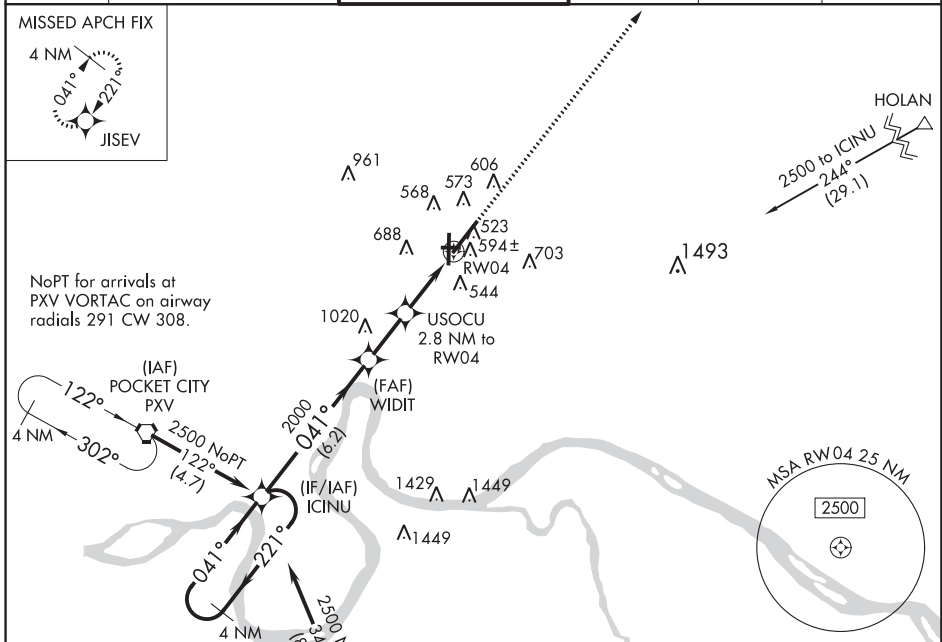 MISSED APCH FIX
4 NM
041°
221°
JISEV
HOLAN
2500 to ICINU
244°
(29.1)
961
606
573
568
523
688
594±
RW04
703
1493
544
NoPT for arrivals at
PXV VORTAC on airway
radials 291 CW 308.
1020
USOCU
2.8 NM to
RW04
(IAF)
POCKET CITY
PXV
(FAF)
WIDIT
122°
302°
4 NM
2500 NoPT
122°
(4.7)
2000
041°
(6.2)
(IF/IAF)
ICINU
1429
1449
1449
MSA RW04 25 NM
2500
041°
221°
4 NM
2500